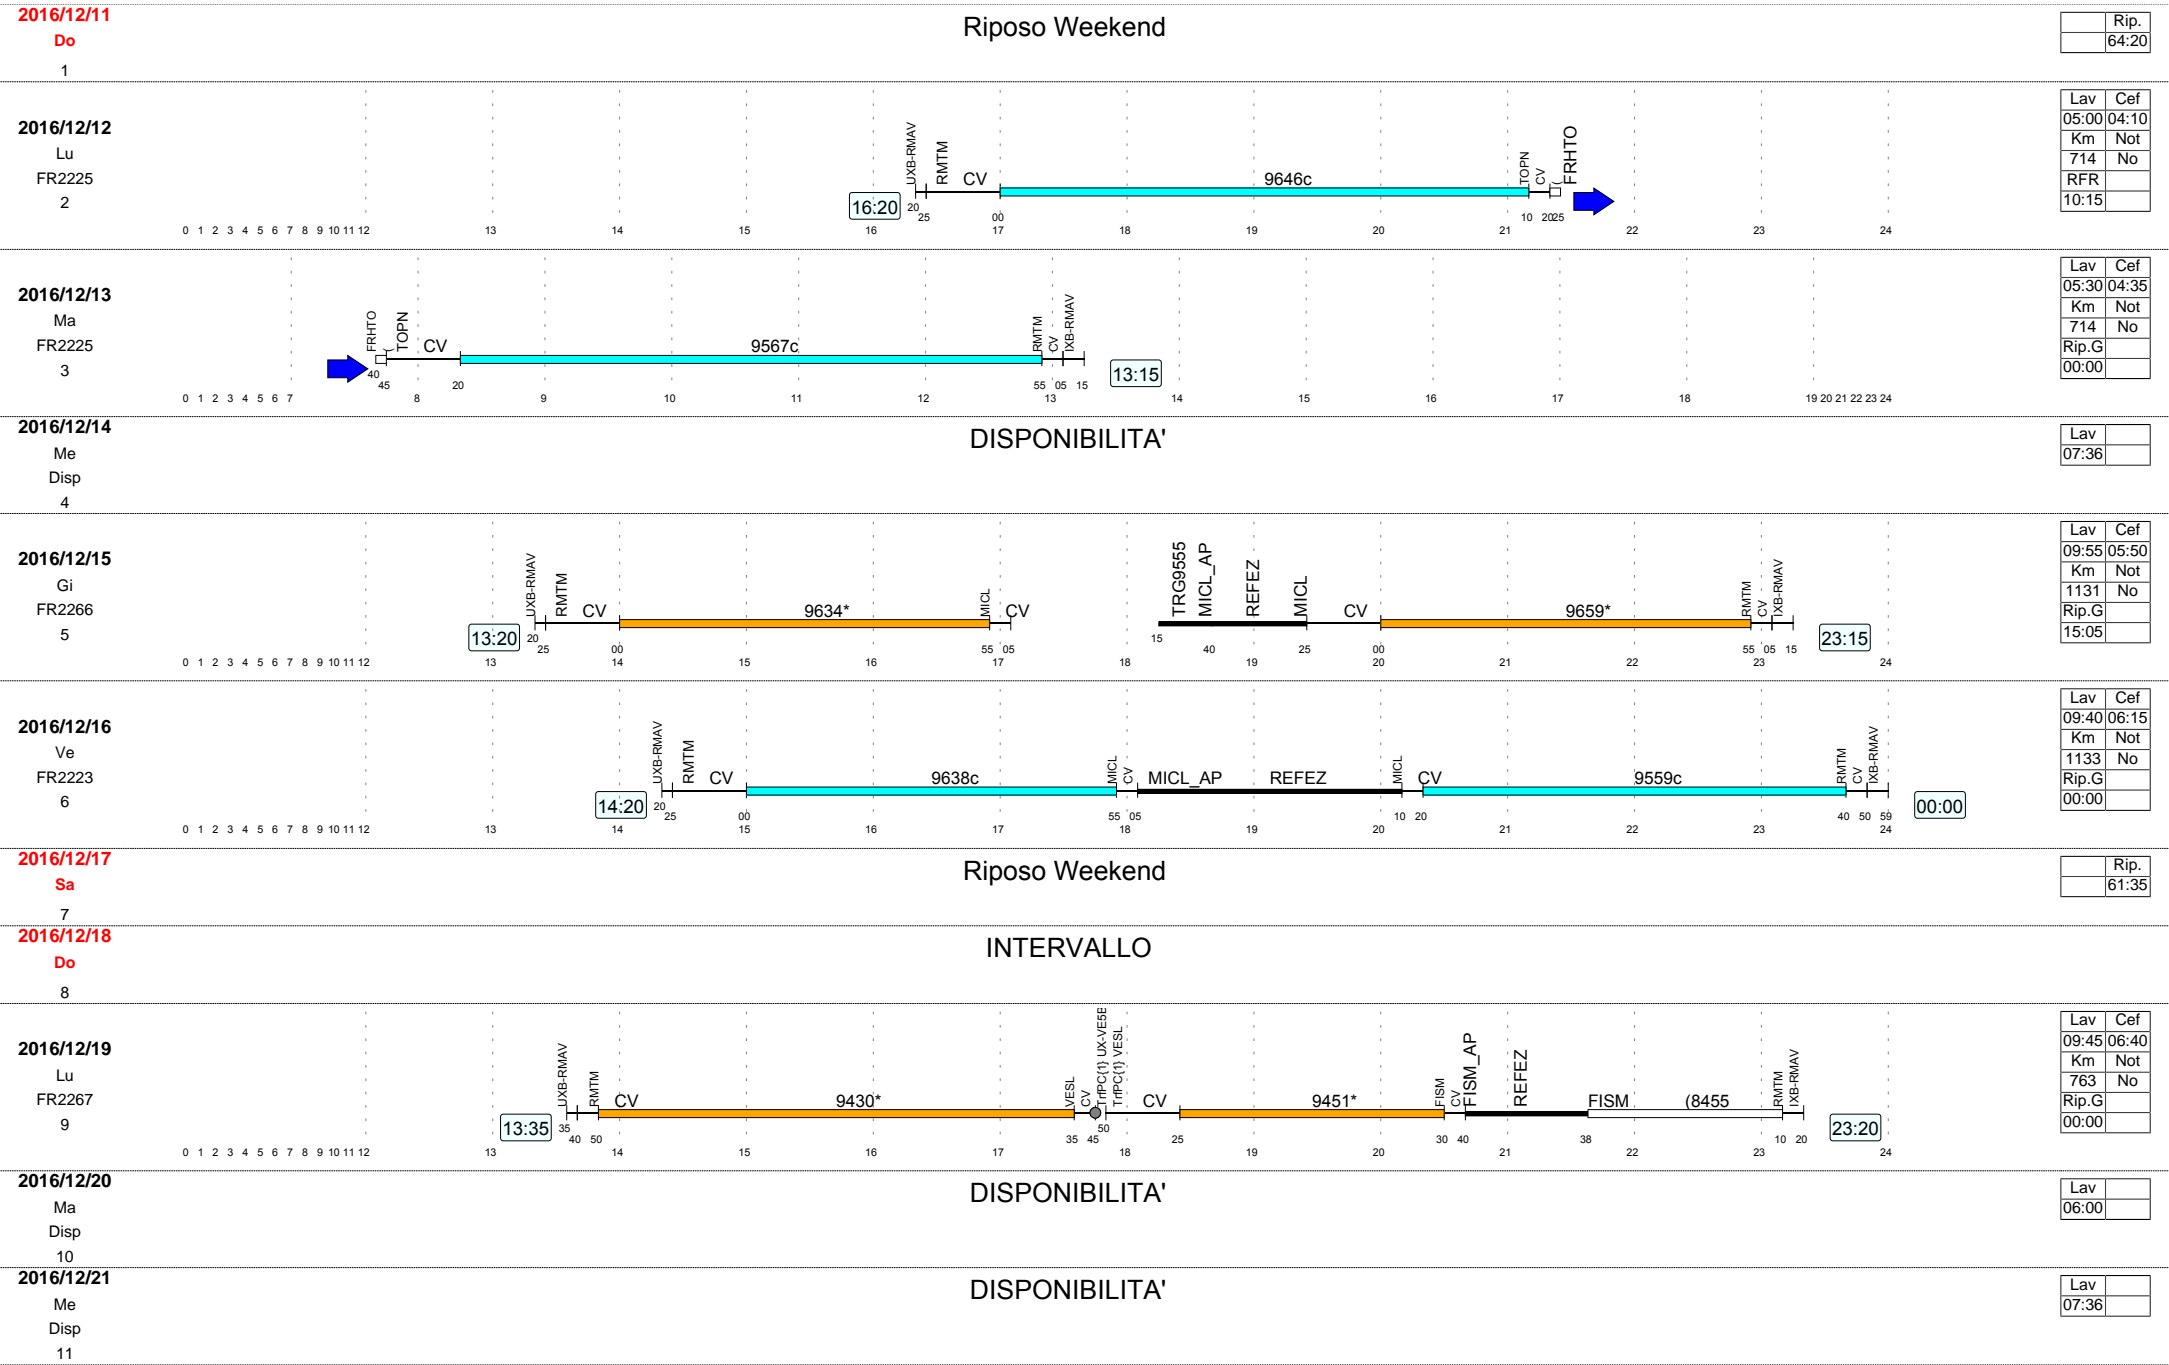 2016/12/11
Do
1
Riposo Weekend
Rip.
64:20
2016/12/12
Lu
FR2225
2
16:20
UXB-RMAV
RMTM
CV
9646c
TOPN
CV
(
FRHTO
20 25 00 10 20 25
0 1 2 3 4 5 6 7 8 9 10 11 12 13 14 15 16 17 18 19 20 21 22 23 24
Lav Cef
05:00 04:10
Km Not
714 No
RFR
10:15
2016/12/13
Ma
FR2225
3
FRHTO
(
TOPN
CV
9567c
RMTM
CV
IXB-RMAV
13:15
40 45 20 55 05 15
0 1 2 3 4 5 6 7 8 9 10 11 12 13 14 15 16 17 18 19 20 21 22 23 24
Lav Cef
05:30 04:35
Km Not
714 No
Rip.G
00:00
2016/12/14
Me
Disp
4
DISPONIBILITA'
Lav
07:36
2016/12/15
Gi
FR2266
5
13:20
UXB-RMAV
RMTM
CV
9634*
MICL
CV
TRG9555
MICL_AP
REFEZ
MICL
CV
9659*
RMTM
CV
IXB-RMAV
23:15
20 25 00 55 05 15 40 25 00 55 05 15
0 1 2 3 4 5 6 7 8 9 10 11 12 13 14 15 16 17 18 19 20 21 22 23 24
Lav Cef
09:55 05:50
Km Not
1131 No
Rip.G
15:05
2016/12/16
Ve
FR2223
6
14:20
UXB-RMAV
RMTM
CV
9638c
MICL
CV
MICL_AP
REFEZ
MICL
CV
9559c
RMTM
CV
IXB-RMAV
00:00
20 25 00 55 05 10 20 40 50 59
0 1 2 3 4 5 6 7 8 9 10 11 12 13 14 15 16 17 18 19 20 21 22 23 24
Lav Cef
09:40 06:15
Km Not
1133 No
Rip.G
00:00
2016/12/17
Sa
7
Riposo Weekend
Rip.
61:35
2016/12/18
Do
8
INTERVALLO
2016/12/19
Lu
FR2267
9
13:35
UXB-RMAV
RMTM
CV
9430*
VESL
CV
TrfPC{1} UX-VE5B
TrfPC{1} VESL
CV
9451*
FISM
CV
FISM_AP
REFEZ
FISM
(8455
RMTM
IXB-RMAV
23:20
35 40 50 35 45 50 25 30 40 38 10 20
0 1 2 3 4 5 6 7 8 9 10 11 12 13 14 15 16 17 18 19 20 21 22 23 24
Lav Cef
09:45 06:40
Km Not
763 No
Rip.G
00:00
2016/12/20
Ma
Disp
10
DISPONIBILITA'
Lav
06:00
2016/12/21
Me
Disp
11
DISPONIBILITA'
Lav
07:36